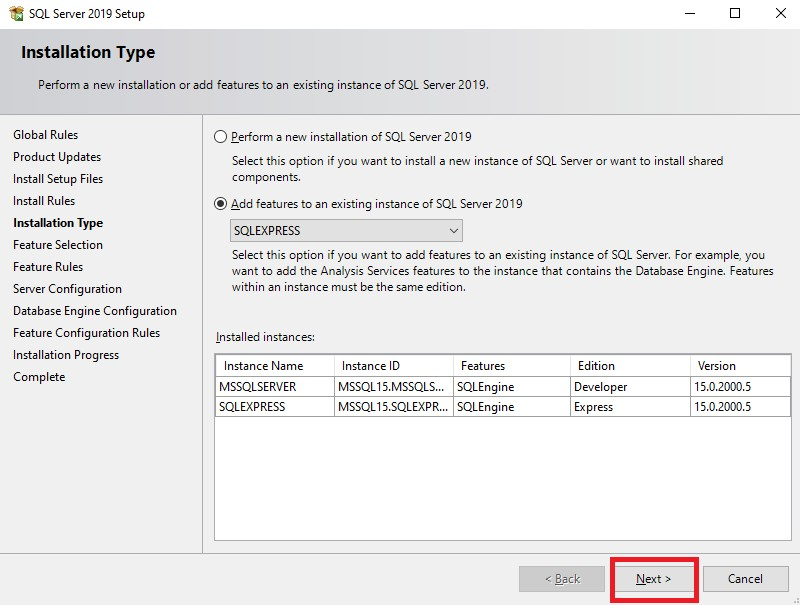 SQL Server 2019 Setup
Installation Type
Perform a new installation or add features to an existing instance of SQL Server 2019.
Global Rules
Product Updates
Install Setup Files
Install Rules
Installation Type
Feature Selection
Feature Rules
Server Configuration
Database Engine Configuration
Feature Configuration Rules
Installation Progress
Complete
Perform a new installation of SQL Server 2019
Select this option if you want to install a new instance of SQL Server or want to install shared
components.
Add features to an existing instance of SQL Server 2019
SQLEXPRESS
Select this option if you want to add features to an existing instance of SQL Server. For example, you
want to add the Analysis Services features to the instance that contains the Database Engine. Features
within an instance must be the same edition.
Installed instances:
Instance Name Instance ID Features Edition Version
MSSQLSERVER MSSQL15.MSSQLS... SQLEngine Developer 15.0.2000.5
SQLEXPRESS MSSQL15.SQLEXPR... SQLEngine Express 15.0.2000.5
< Back Next > Cancel